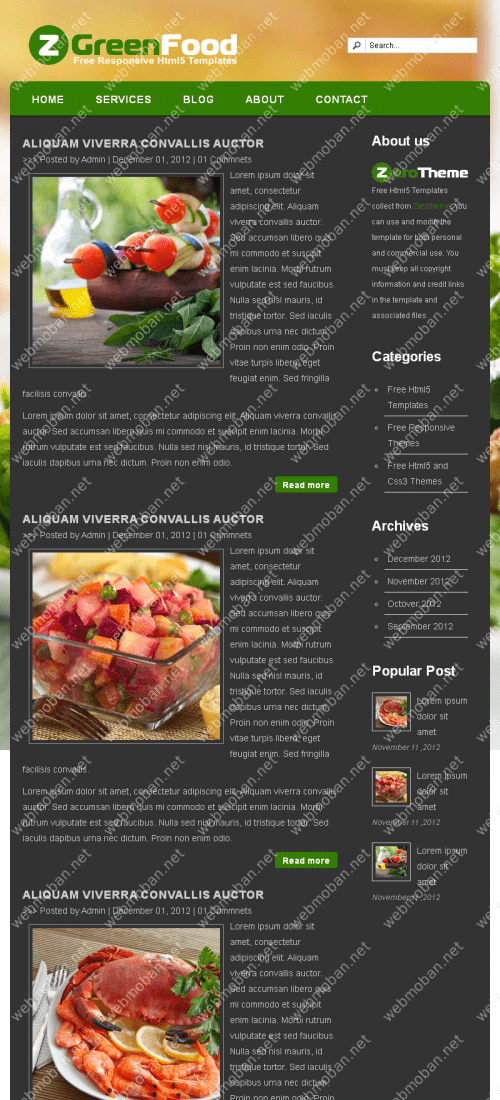 GreenFood
Free Responsive Html5 Templates
Search...
HOME SERVICES BLOG ABOUT CONTACT
ALIQUAM VIVERRA CONVALLIS AUCTOR
>>> Posted by Admin | December 01, 2012 | 01 Commnets
Lorem ipsum dolor sit
amet, consectetur
adipiscing elit. Aliquam
viverra convallis auctor.
Sed accumsan libero quis
mi commodo et suscipit
enim lacinia. Morbi rutrum
vulputate est sed faucibus.
Nulla sed nisl mauris, id
tristique tortor. Sed iaculis
dapibus urna nec dictum.
Proin non enim odio. Proin
vitae turpis libero, eget
feugiat enim. Sed fringilla
facilisis convallis.
Lorem ipsum dolor sit amet, consectetur adipiscing elit. Aliquam viverra convallis
auctor. Sed accumsan libero quis mi commodo et suscipit enim lacinia. Morbi
rutrum vulputate est sed faucibus. Nulla sed nisl mauris, id tristique tortor. Sed
iaculis dapibus urna nec dictum. Proin non enim odio.
Read more
ALIQUAM VIVERRA CONVALLIS AUCTOR
>>> Posted by Admin | December 01, 2012 | 01 Commnets
Lorem ipsum dolor sit
amet, consectetur
adipiscing elit. Aliquam
viverra convallis auctor.
Sed accumsan libero quis
mi commodo et suscipit
enim lacinia. Morbi rutrum
vulputate est sed faucibus.
Nulla sed nisl mauris, id
tristique tortor. Sed iaculis
dapibus urna nec dictum.
Proin non enim odio. Proin
vitae turpis libero, eget
feugiat enim. Sed fringilla
facilisis convallis.
Lorem ipsum dolor sit amet, consectetur adipiscing elit. Aliquam viverra convallis
auctor. Sed accumsan libero quis mi commodo et suscipit enim lacinia. Morbi
rutrum vulputate est sed faucibus. Nulla sed nisl mauris, id tristique tortor. Sed
iaculis dapibus urna nec dictum. Proin non enim odio.
Read more
ALIQUAM VIVERRA CONVALLIS AUCTOR
>>> Posted by Admin | December 01, 2012 | 01 Commnets
Lorem ipsum dolor sit
amet, consectetur
adipiscing elit. Aliquam
viverra convallis auctor.
Sed accumsan libero quis
mi commodo et suscipit
enim lacinia. Morbi rutrum
vulputate est sed faucibus.
Nulla sed nisl mauris, id
tristique tortor. Sed iaculis
dapibus urna nec dictum.
Proin non enim odio. Proin
About us
ZeroTheme
Free Html5 Templates
collect from Zerotheme. You
can use and modify the
template for both personal
and commercial use. You
must keep all copyright
information and credit links
in the template and
associated files.
Categories
Free Html5
Templates
Free Responsive
Themes
Free Html5 and
Css3 Themes
Archives
December 2012
November 2012
Octover 2012
September 2012
Popular Post
Lorem ipsum
dolor sit
amet
November 11 ,2012
Lorem ipsum
dolor sit
amet
November 11 ,2012
Lorem ipsum
dolor sit
amet
November 11 ,2012
webmoban.net